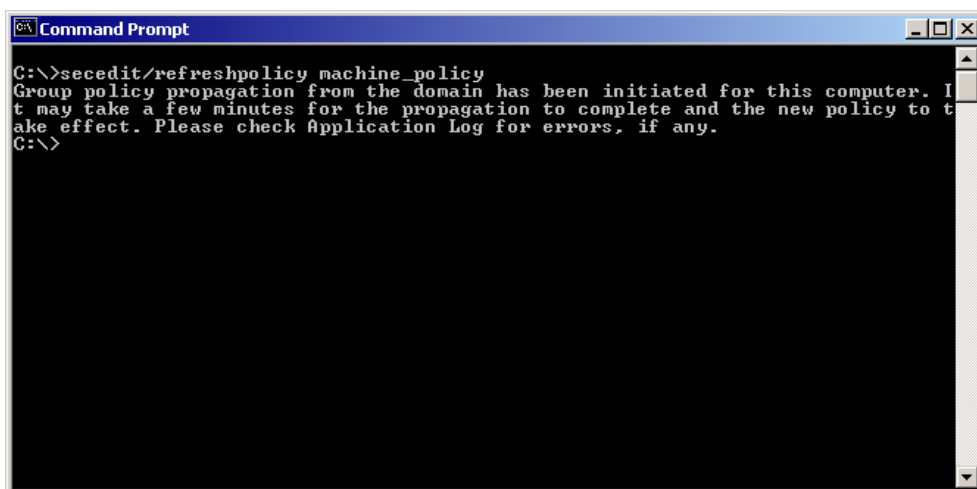 Command Prompt
C:\>secedit/refreshpolicy machine_policy
Group policy propagation from the domain has been initiated for this computer. I
t may take a few minutes for the propagation to complete and the new policy to t
ake effect. Please check Application Log for errors, if any.
C:\>